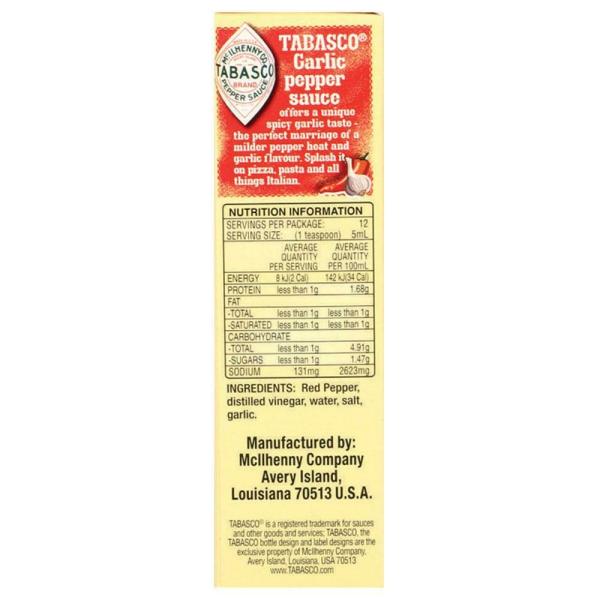 McILHENNY CO.
TABASCO
BRAND
PEPPER SAUCE
TABASCO®
Garlic
pepper
sauce
offers a unique
spicy garlic taste -
the perfect marriage of a
milder pepper heat and
garlic flavour. Splash it
on pizza, pasta and all
things Italian.
NUTRITION INFORMATION
SERVINGS PER PACKAGE: 12
SERVING SIZE: (1 teaspoon) 5mL
AVERAGE AVERAGE
QUANTITY QUANTITY
PER SERVING PER 100mL
ENERGY 8 kJ(2 Cal) 142 kJ(34 Cal)
PROTEIN less than 1g 1.68g
FAT
-TOTAL less than 1g less than 1g
-SATURATED less than 1g less than 1g
CARBOHYDRATE
-TOTAL less than 1g 4.91g
-SUGARS less than 1g 1.47g
SODIUM 131mg 2623mg
INGREDIENTS: Red Pepper,
distilled vinegar, water, salt,
garlic.
Manufactured by:
McIlhenny Company
Avery Island,
Louisiana 70513 U.S.A.
TABASCO® is a registered trademark for sauces
and other goods and services; TABASCO, the
TABASCO bottle design and label designs are the
exclusive property of McIlhenny Company,
Avery Island, Louisiana, USA 70513
www.TABASCO.com